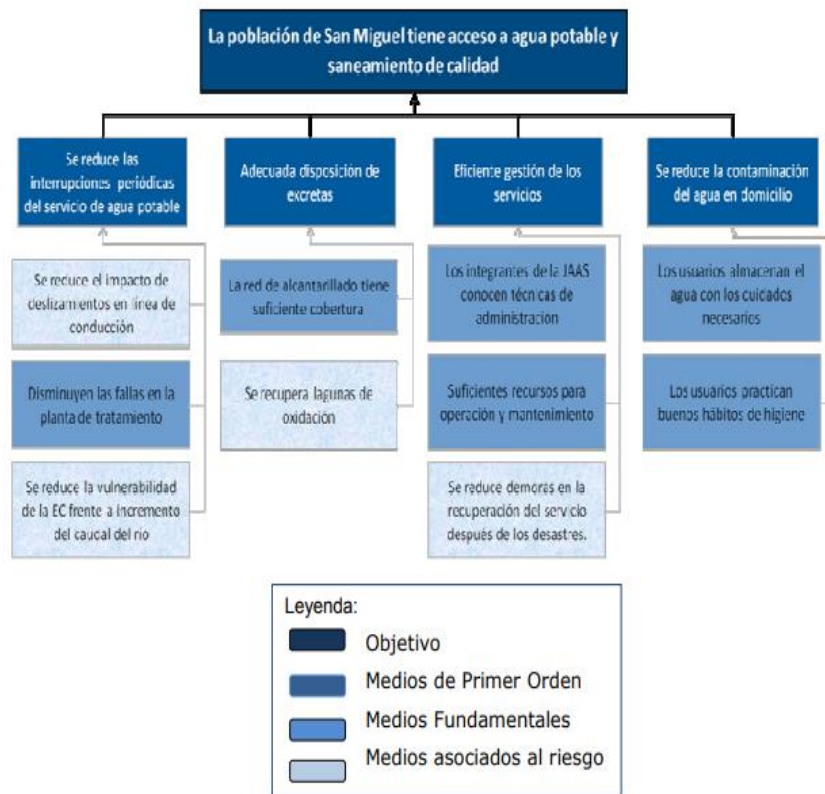 La población de San Miguel tiene acceso a agua potable y
saneamiento de calidad
Se reduce las
interrupciones periódicas
del servicio de agua potable
Adecuada disposición de
excretas
Eficiente gestión de los
servicios
Se reduce la contaminación
del agua en domicilio
Se reduce el impacto de
deslizamientos en línea de
conducción
La red de alcantarillado tiene
suficiente cobertura
Los integrantes de la JAAS
conocen técnicas de
administración
Los usuarios almacenan el
agua con los cuidados
necesarios
Disminuyen las fallas en la
planta de tratamiento
Se recupera lagunas de
oxidación
Suficientes recursos para
operación y mantenimiento
Los usuarios practican
buenos hábitos de higiene
Se reduce la vulnerabilidad
de la EC frente a incremento
del caudal del río
Se reduce demoras en la
recuperación del servicio
después de los desastres.
Leyenda:
Objetivo
Medios de Primer Orden
Medios Fundamentales
Medios asociados al riesgo